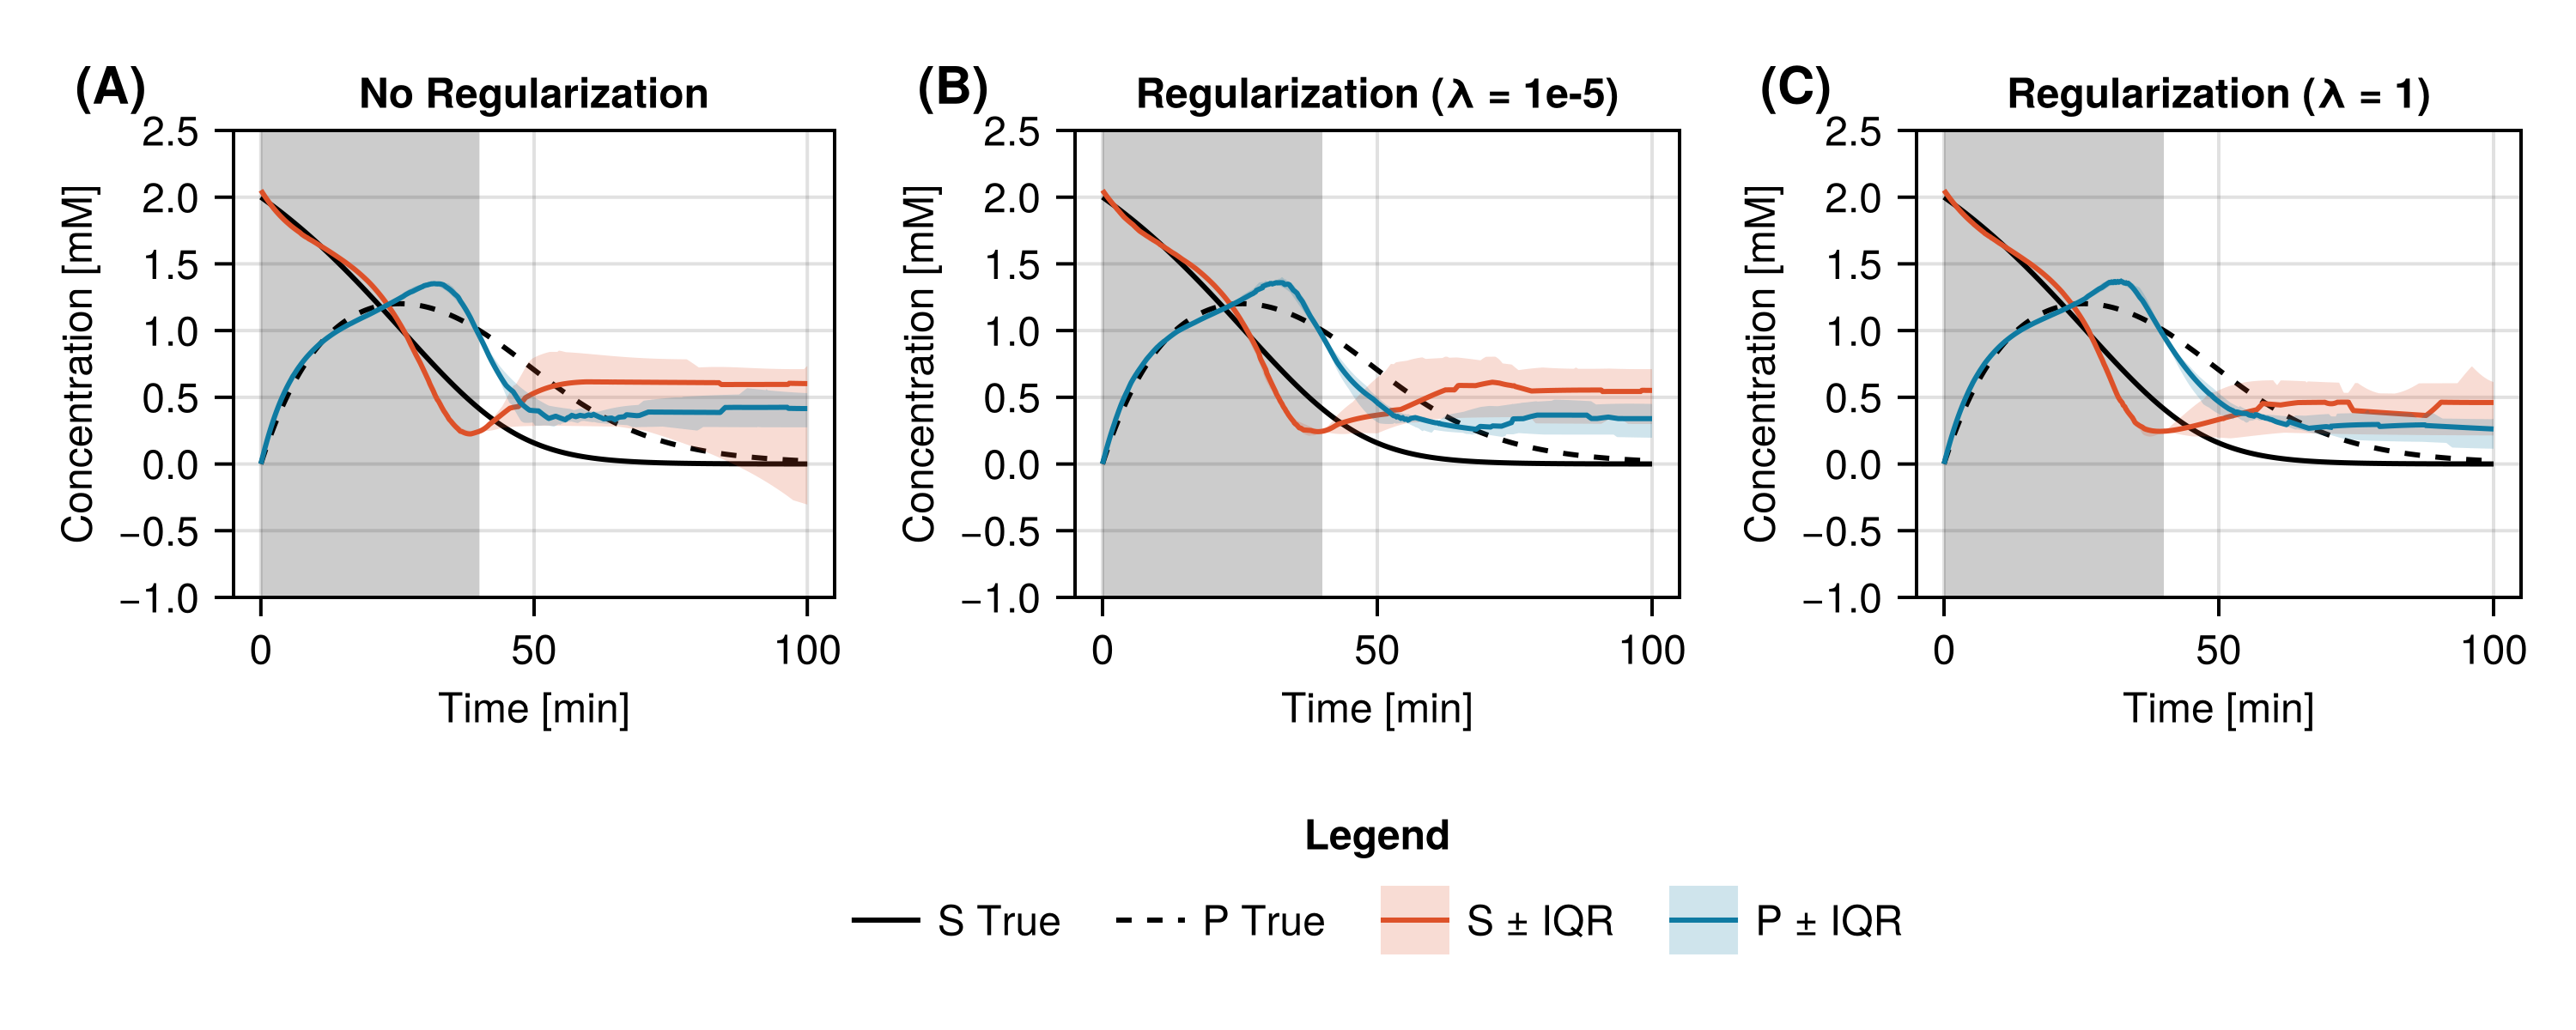 (A) No Regularization
2.5
2.0
1.5
1.0
0.5
0.0
−0.5
−1.0
Concentration [mM]
0 50 100
Time [min]
(B) Regularization (λ = 1e-5)
2.5
2.0
1.5
1.0
0.5
0.0
−0.5
−1.0
Concentration [mM]
0 50 100
Time [min]
(C) Regularization (λ = 1)
2.5
2.0
1.5
1.0
0.5
0.0
−0.5
−1.0
Concentration [mM]
0 50 100
Time [min]
Legend
S True P True S ± IQR P ± IQR